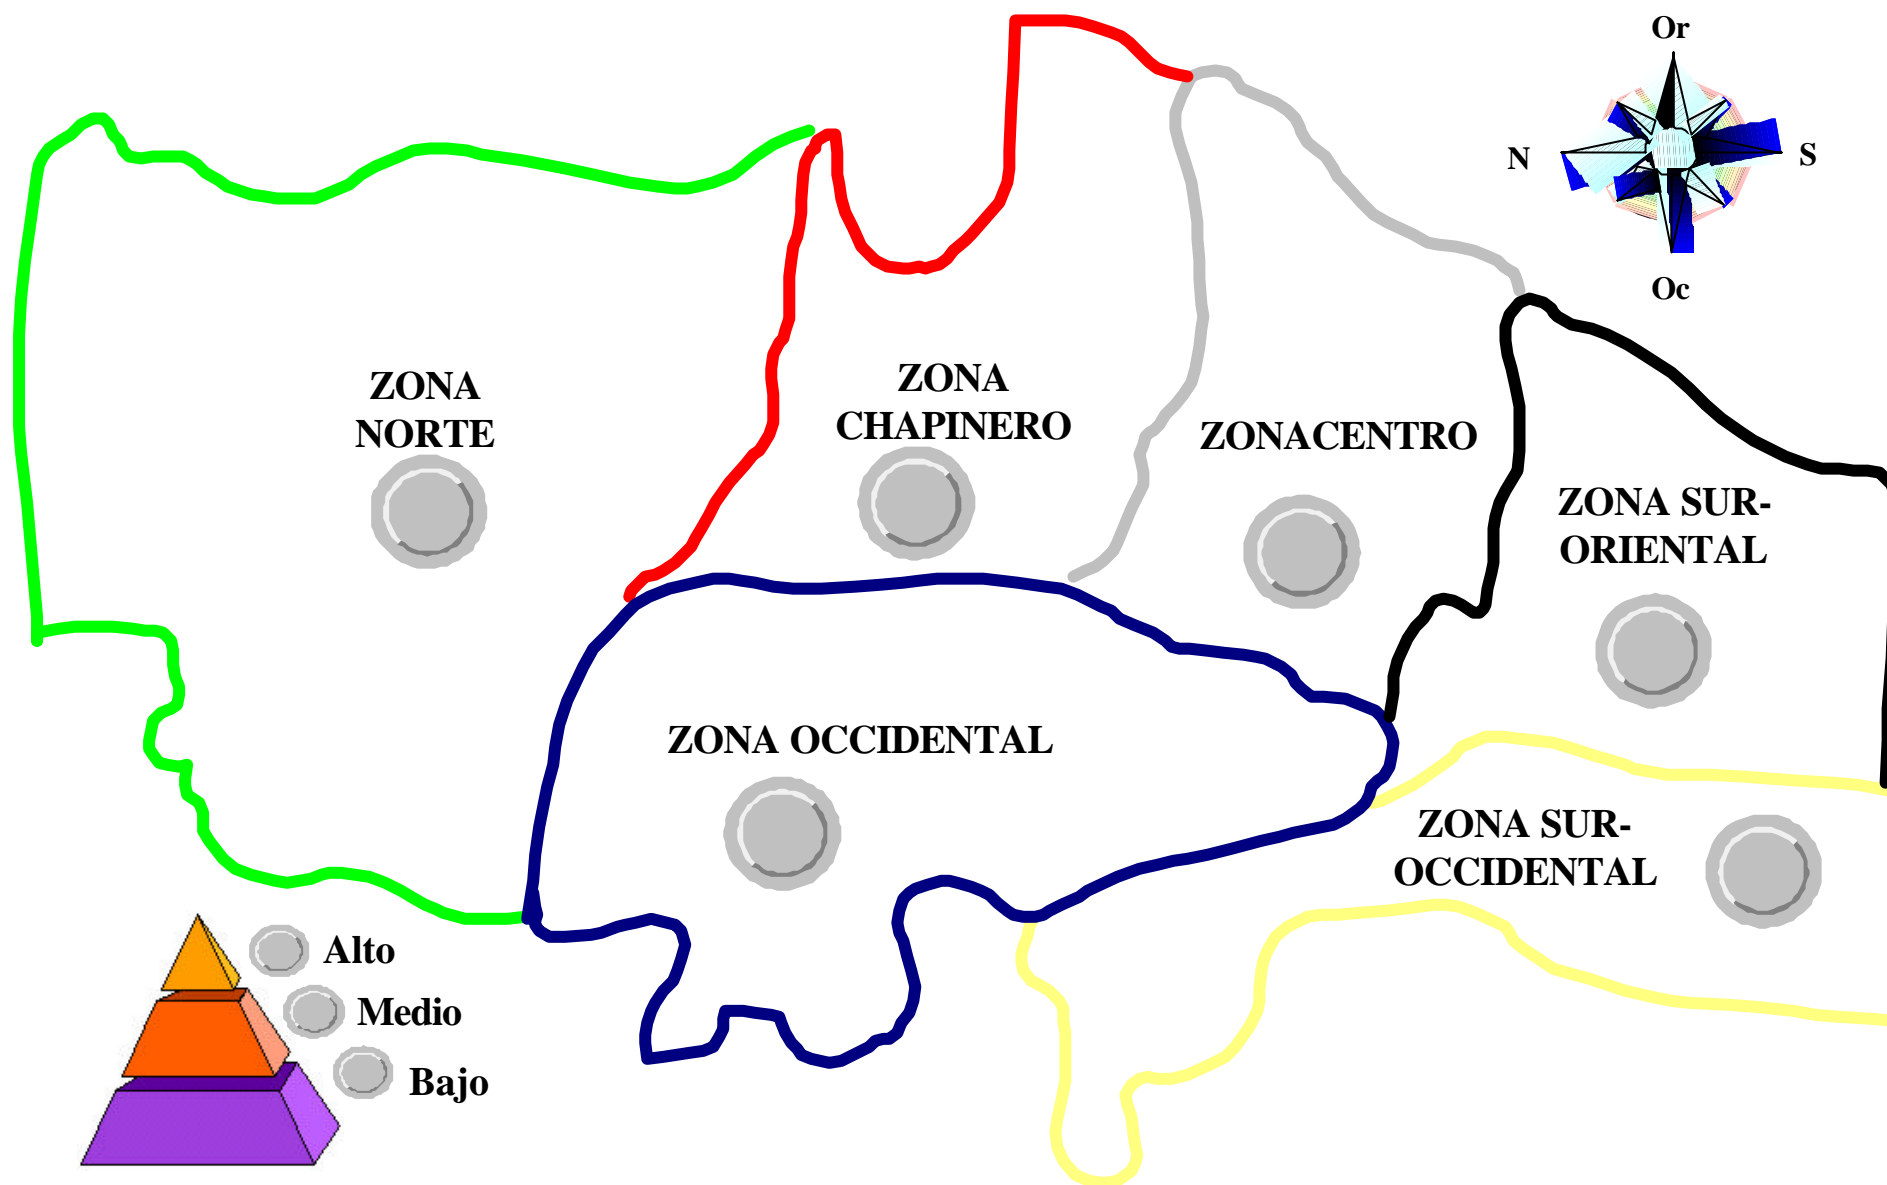 Or
N
S
Oc
ZONA
NORTE
ZONA
CHAPINERO
ZONACENTRO
ZONA SUR-
ORIENTAL
ZONA OCCIDENTAL
ZONA SUR-
OCCIDENTAL
Alto
Medio
Bajo